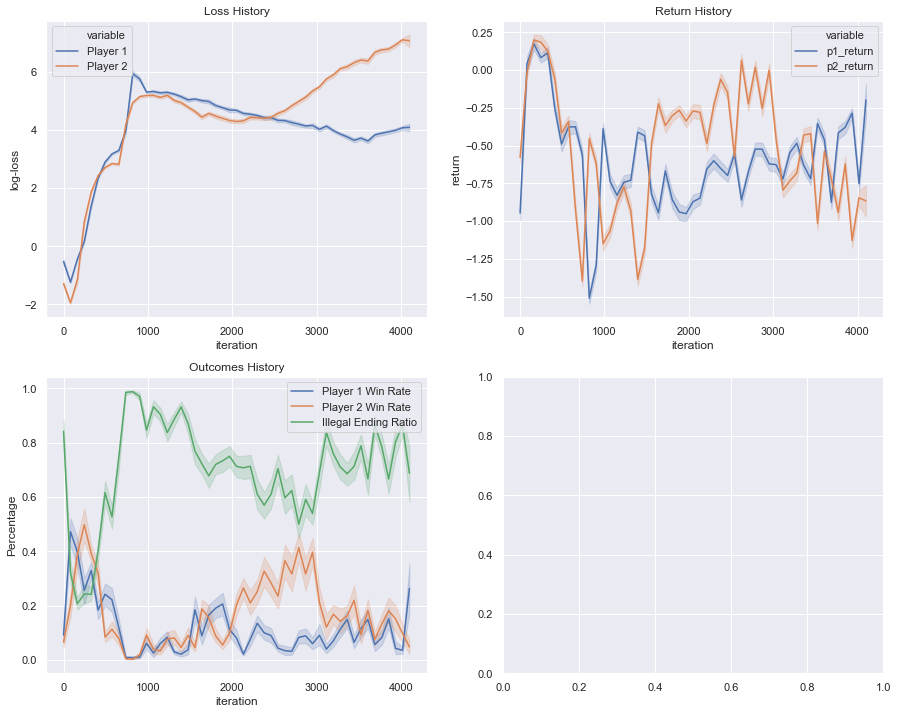 Loss History
variable
Player 1
Player 2
log-loss
6
4
2
0
−2
0
1000
2000
3000
4000
iteration
Return History
variable
p1_return
p2_return
return
0.25
0.00
−0.25
−0.50
−0.75
−1.00
−1.25
−1.50
0
1000
2000
3000
4000
iteration
Outcomes History
Player 1 Win Rate
Player 2 Win Rate
Illegal Ending Ratio
Percentage
1.0
0.8
0.6
0.4
0.2
0.0
0
1000
2000
3000
4000
iteration
1.0
0.8
0.6
0.4
0.2
0.0
0.0
0.2
0.4
0.6
0.8
1.0